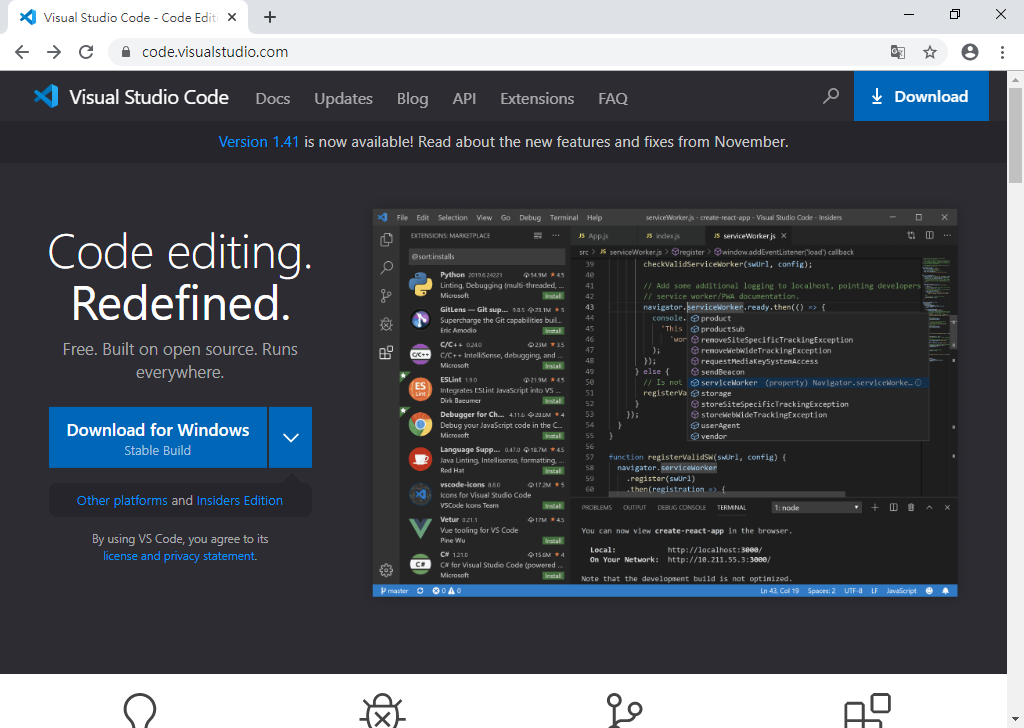 Visual Studio Code - Code Edit
code.visualstudio.com
Visual Studio Code Docs Updates Blog API Extensions FAQ Download
Version 1.41 is now available! Read about the new features and fixes from November.
Code editing.
Redefined.
Free. Built on open source. Runs
everywhere.
Download for Windows
Stable Build
Other platforms and Insiders Edition
By using VS Code, you agree to its
license and privacy statement.
File Edit Selection View Go Debug Terminal Help serviceWorker.js - create-react-app - Visual Studio Code - Insiders
EXTENSIONS: MARKETPLACE
@sort:installs
Python 2019.6.24221 54.9M 4.5
Linting, Debugging (multi-threaded, ...
Microsoft Install
GitLens — Git sup... 9.8.5 23.1M 5
Supercharge the Git capabilities buil...
Eric Amodio Install
C/C++ 0.24.0 23M 3.5
C/C++ IntelliSense, debugging, and ...
Microsoft Install
ESLint 1.9.0 21.9M 4.5
Integrates ESLint JavaScript into VS ...
Dirk Baeumer Install
Debugger for Ch... 4.11.6 20.6M 4
Debug your JavaScript code in the C...
Microsoft Install
Language Supp... 0.47.0 18.7M 4.5
Java Linting, Intellisense, formatting, ...
Red Hat Install
vscode-icons 8.8.0 17.2M 5
Icons for Visual Studio Code
VSCode Icons Team Install
Vetur 0.21.1 17M 4.5
Vue tooling for VS Code
Pine Wu Install
C# 1.21.0 15.6M 4
C# for Visual Studio Code (powered ...
Microsoft Install
App.js index.js serviceWorker.js
src > serviceWorker.js > register > window.addEventListener('load') callback
39 checkValidServiceWorker(swUrl, config);
40
41 // Add some additional logging to localhost, pointing developers
42 // service worker/PWA documentation.
43 navigator.serviceWorker.ready.then(() => {
44 console. product
45 'This productSub
46 'wor removeSiteSpecificTrackingException
47 ); removeWebWideTrackingException
48 }); requestMediaKeySystemAccess
49 } else { sendBeacon
50 // Is not serviceWorker (property) Navigator.serviceWorke...
51 registerVa storage
52 } storeSiteSpecificTrackingException
53 }); storeWebWideTrackingException
54 } userAgent
55 } vendor
56
57 function registerValidSW(swUrl, config) {
58 navigator.serviceWorker
59 .register(swUrl)
60 .then(registration => {
PROBLEMS OUTPUT DEBUG CONSOLE TERMINAL 1: node
You can now view create-react-app in the browser.
Local: http://localhost:3000/
On Your Network: http://10.211.55.3:3000/
Note that the development build is not optimized.
master 0 0 Ln 43, Col 19 Spaces: 2 UTF-8 LF JavaScript